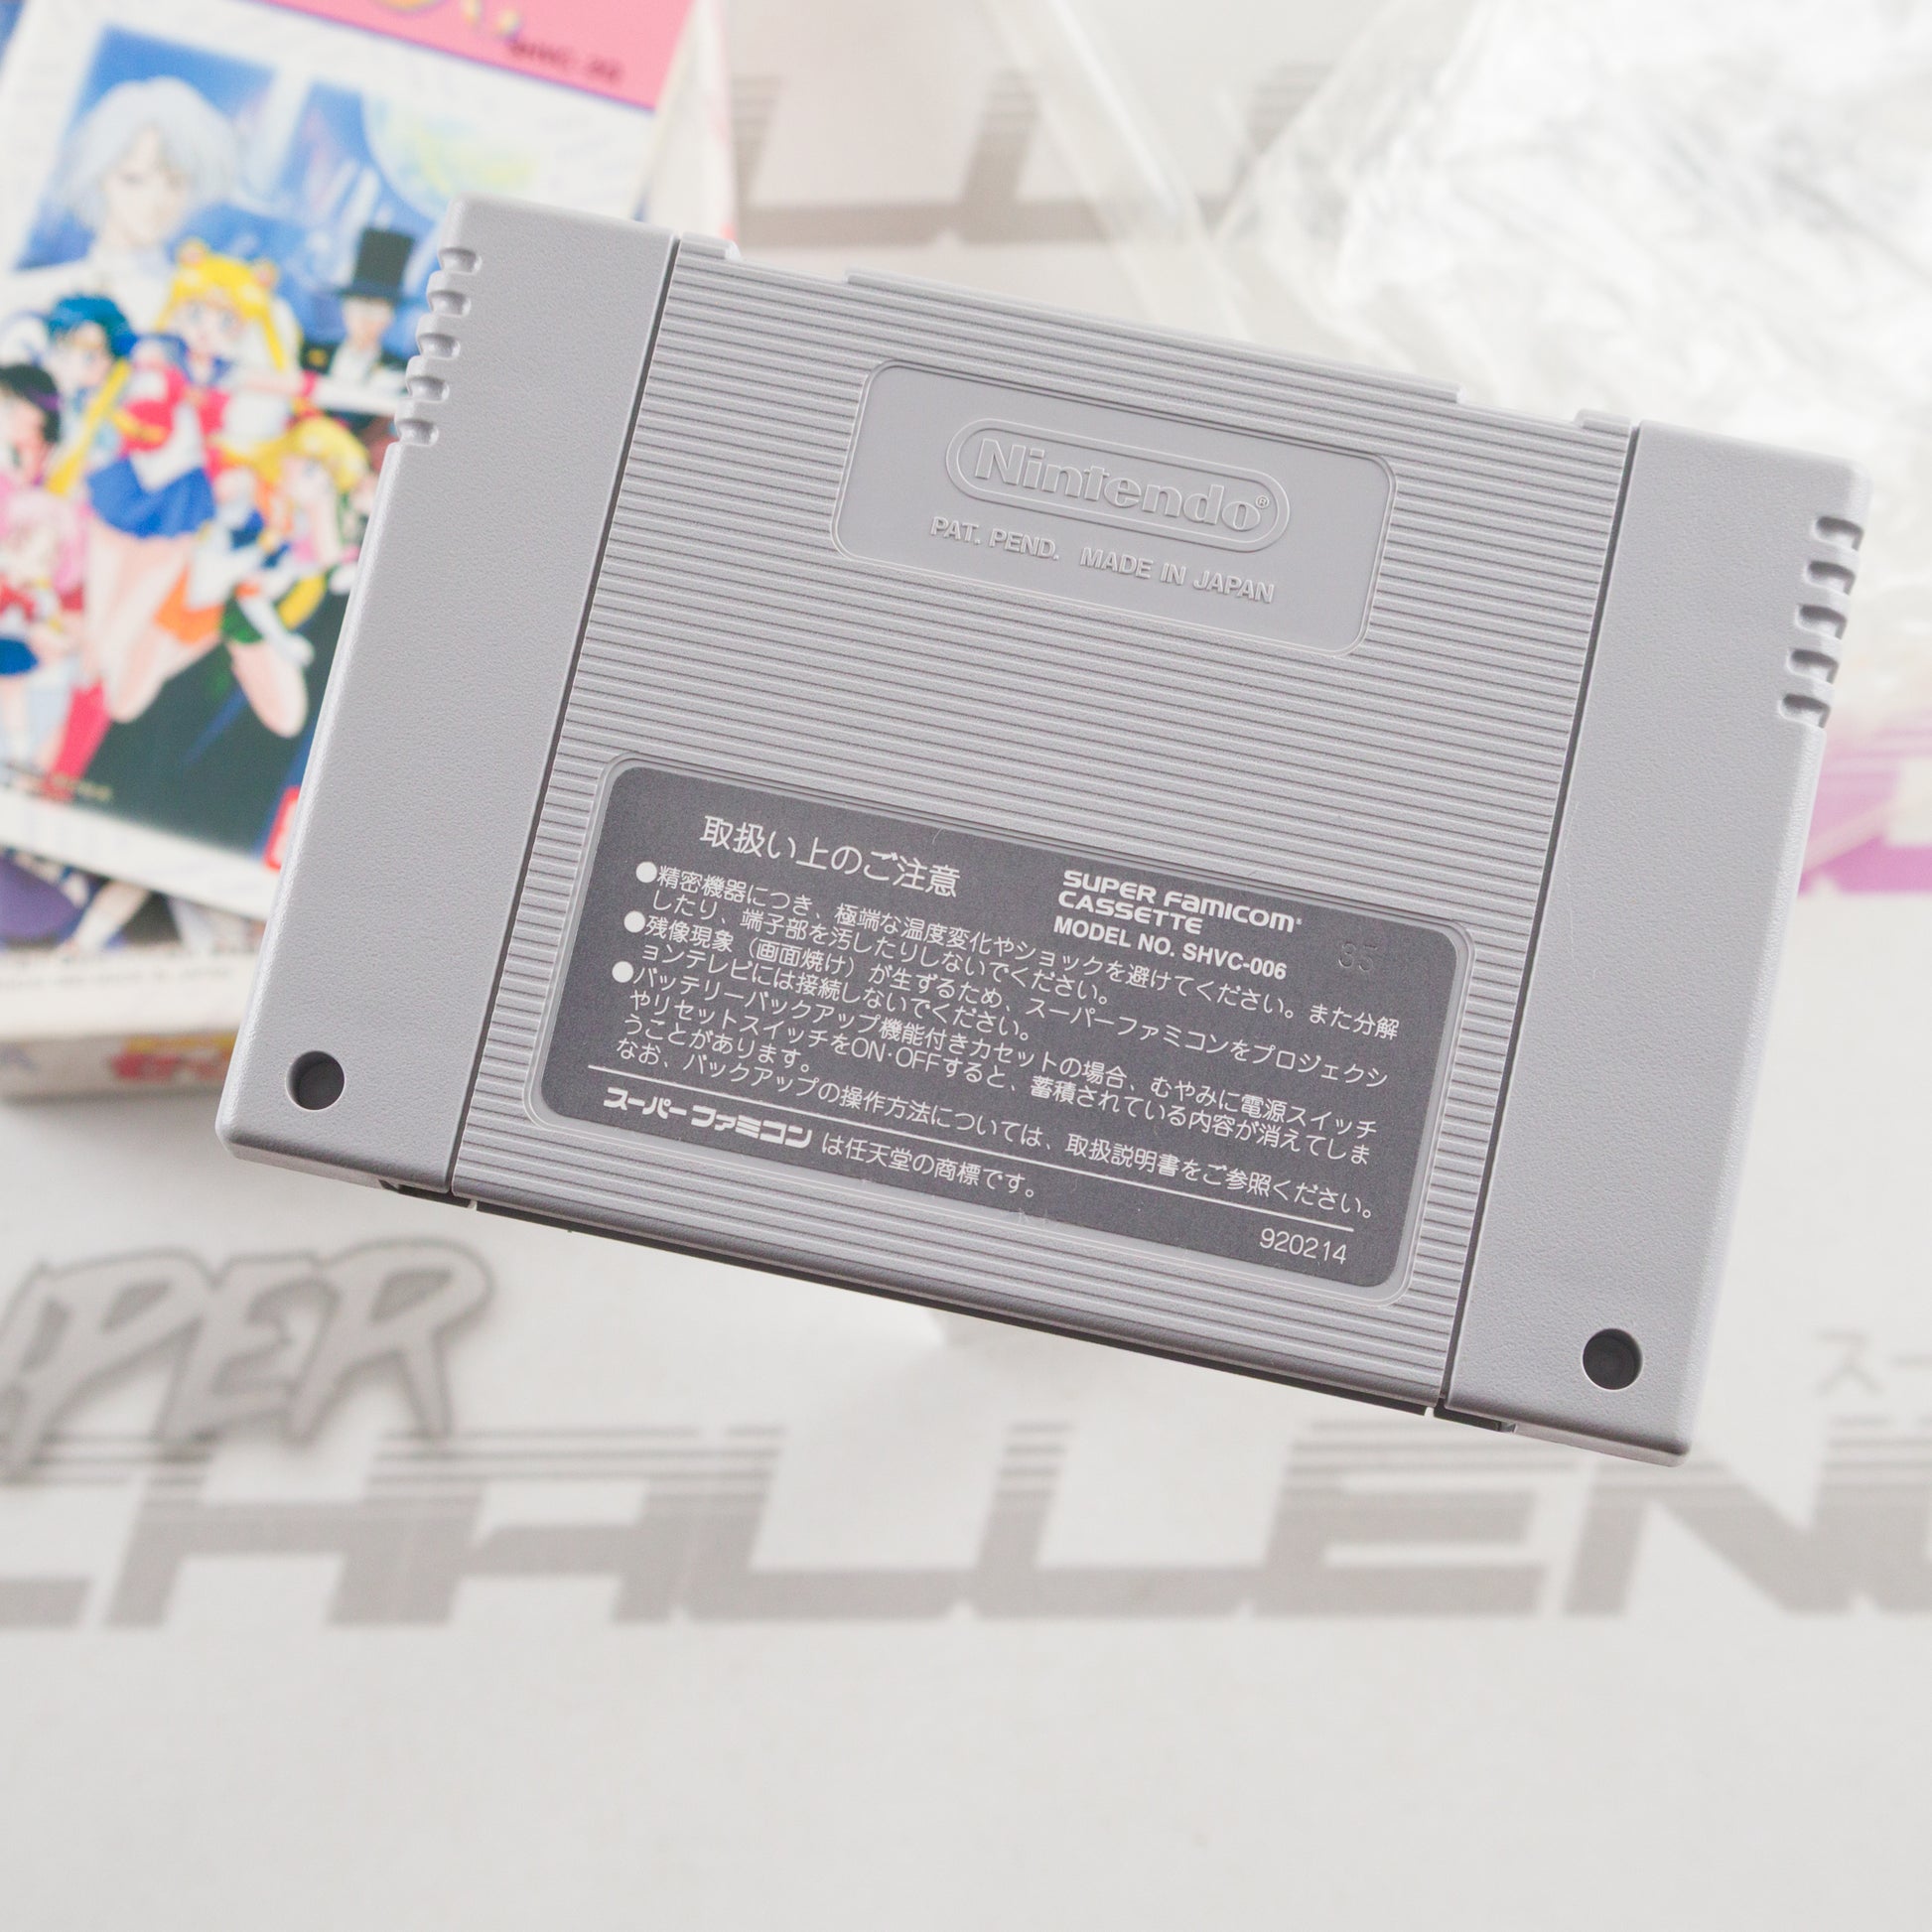 Nintendo®
PAT. PEND. MADE IN JAPAN
取扱い上のご注意
SUPER FAMICOM
CASSETTE
MODEL NO. SHVC-006
35
●精密機器につき、極端な温度変化やショックを避けてください。また分解
したり、端子部を汚したりしないでください。
●残像現象（画面焼け）が生ずるため、スーパーファミコンをプロジェクシ
ョンテレビには接続しないでください。
●バッテリーバックアップ機能付きカセットの場合、むやみに電源スイッチ
やリセットスイッチをON・OFFすると、蓄積されている内容が消えてしま
うことがあります。
なお、バックアップの操作方法については、取扱説明書をご参照ください。
スーパーファミコンは任天堂の商標です。
920214
PER
CHALLEN